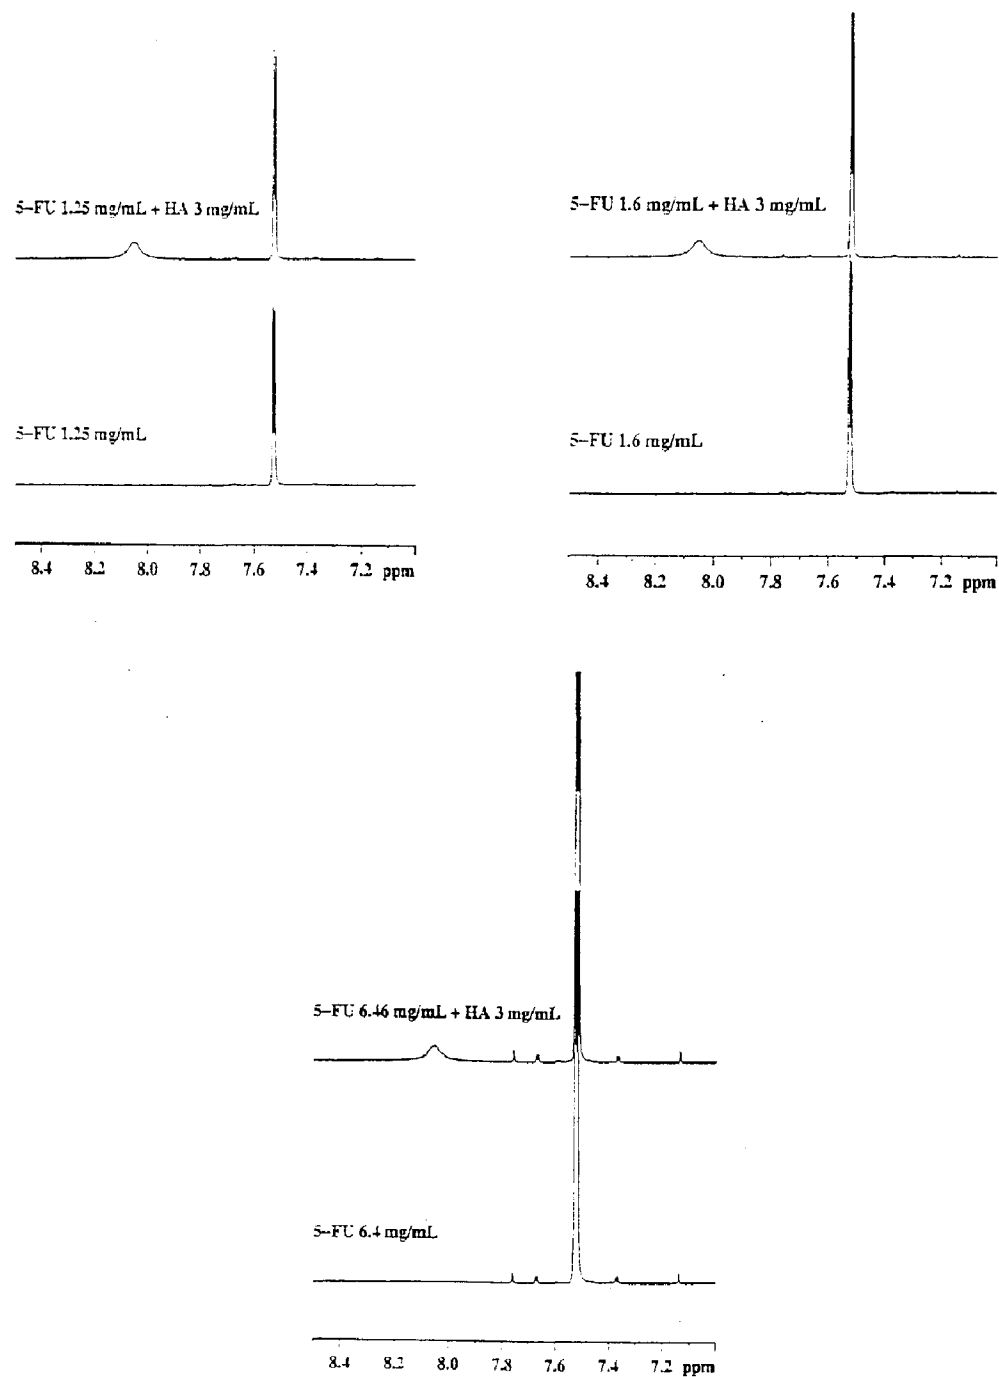 5-FU 1.25 mg/mL + HA 3 mg/mL
5-FU 1.25 mg/mL
8.4 8.2 8.0 7.8 7.6 7.4 7.2 ppm
5-FU 1.6 mg/mL + HA 3 mg/mL
5-FU 1.6 mg/mL
8.4 8.2 8.0 7.8 7.6 7.4 7.2 ppm
5-FU 6.46 mg/mL + HA 3 mg/mL
5-FU 6.4 mg/mL
8.4 8.2 8.0 7.8 7.6 7.4 7.2 ppm